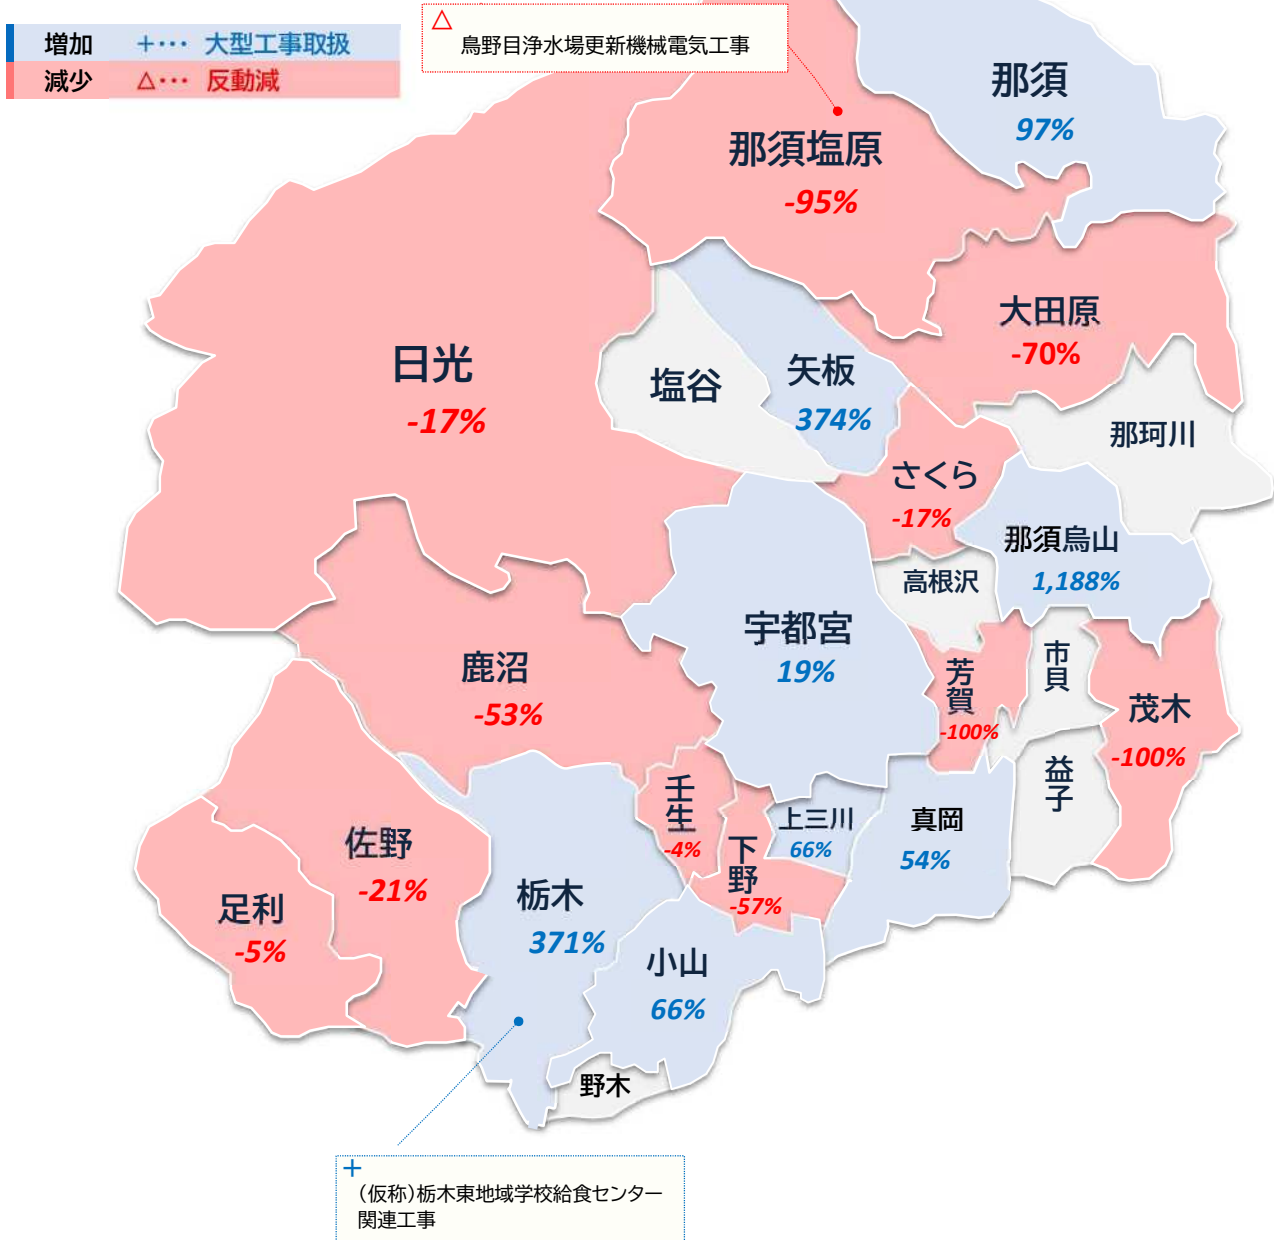 増加 ＋… 大型工事取扱
減少 △… 反動減
△
鳥野目浄水場更新機械電気工事
那須
97%
那須塩原
-95%
大田原
-70%
日光
-17%
塩谷
矢板
374%
那珂川
さくら
-17%
那須烏山
1,188%
高根沢
宇都宮
19%
市貝
芳賀
-100%
茂木
-100%
鹿沼
-53%
益子
壬生
-4%
上三川
66%
真岡
54%
下野
-57%
佐野
-21%
足利
-5%
栃木
371%
小山
66%
野木
＋
（仮称）栃木東地域学校給食センター
関連工事